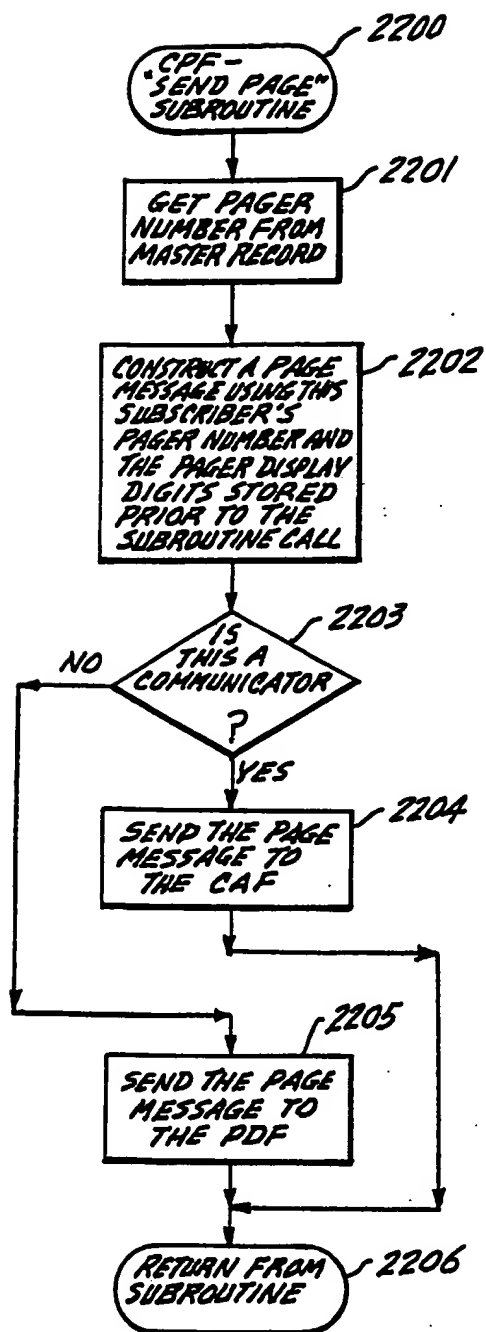 2200
"CPF-
SEND PAGE"
SUBROUTINE
2201
GET PAGER
NUMBER FROM
MASTER RECORD
2202
CONSTRUCT A PAGE
MESSAGE USING THIS
SUBSCRIBER'S
PAGER NUMBER AND
THE PAGER DISPLAY
DIGITS STORED
PRIOR TO THE
SUBROUTINE CALL
2203
IS
THIS A
COMMUNICATOR
?
NO
YES
2204
SEND THE PAGE
MESSAGE TO
THE CAF
2205
SEND THE PAGE
MESSAGE TO
THE PDF
RETURN FROM
SUBROUTINE
2206